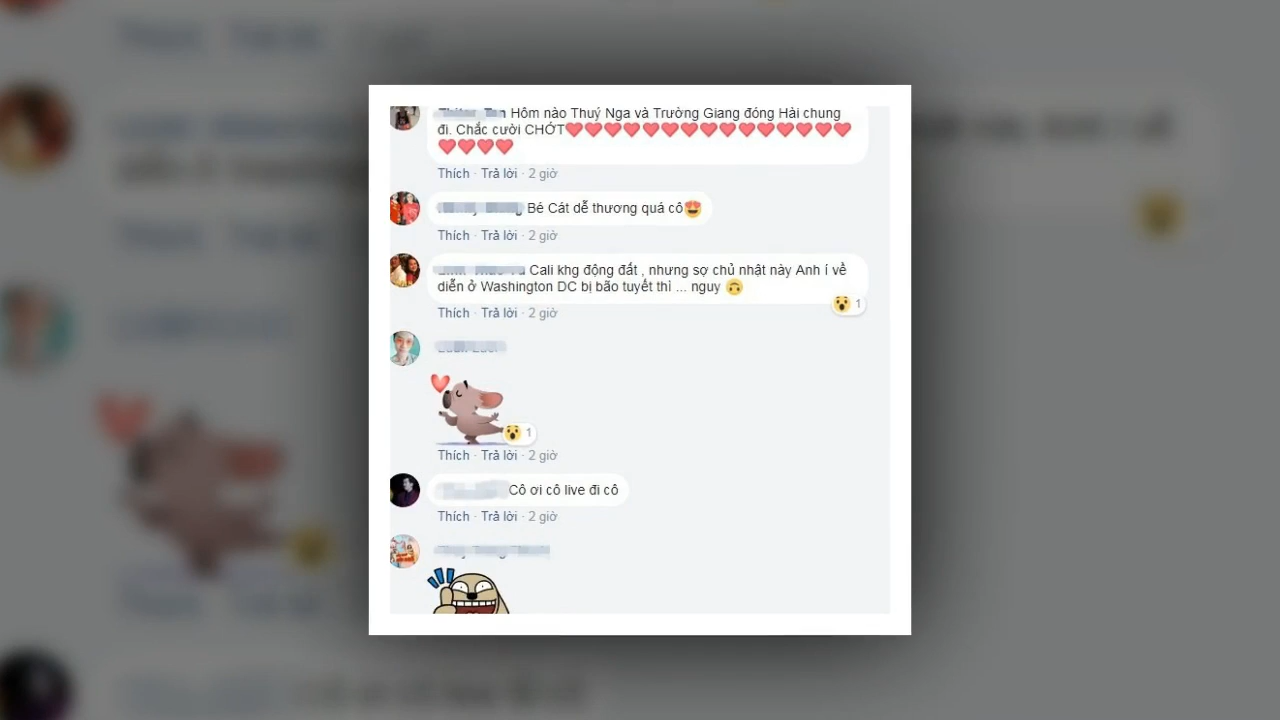 Hôm nào Thuý Nga và Trường Giang đóng Hài chung
đi. Chắc cười CHỚT❤❤❤❤❤❤❤❤❤❤❤❤❤❤❤
❤❤❤❤
Thích · Trả lời · 2 giờ
Bé Cát dễ thương quá cô😍
Thích · Trả lời · 2 giờ
Cali khg động đất , nhưng sợ chủ nhật này Anh í về
diễn ở Washington DC bị bão tuyết thì ... nguy 🙃
😮 1
Thích · Trả lời · 2 giờ
😮 1
Thích · Trả lời · 2 giờ
Cô ơi cô live đi cô
Thích · Trả lời · 2 giờ